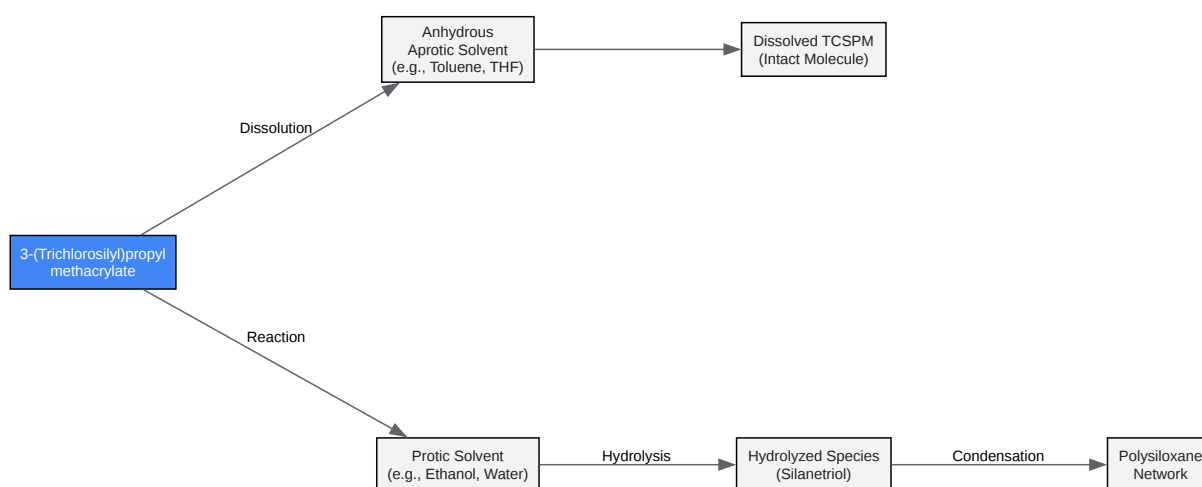 Anhydrous
Aprotic Solvent
(e.g., Toluene, THF)
Dissolved TCSPM
(Intact Molecule)
Dissolution
3-(Trichlorosilyl)propyl
methacrylate
Reaction
Protic Solvent
(e.g., Ethanol, Water)
Hydrolysis
Hydrolyzed Species
(Silanetriol)
Condensation
Polysiloxane
Network